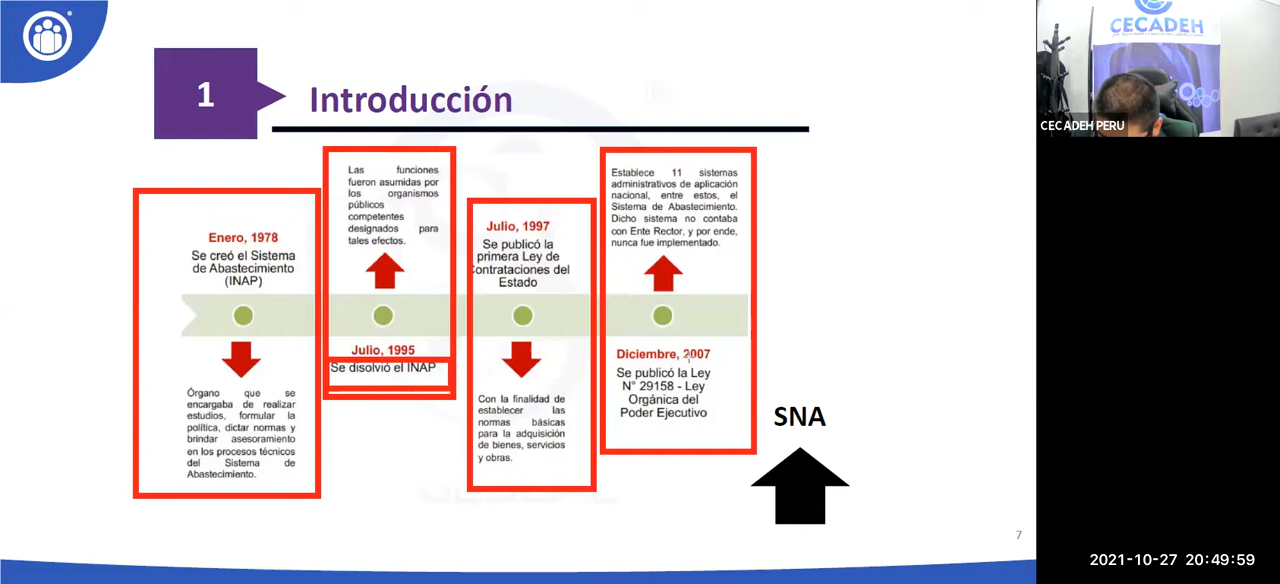 1
Introducción
Enero, 1978
Se creó el Sistema
de Abastecimiento
(INAP)
Órgano que se
encargaba de realizar
estudios, formular la
política, dictar normas y
brindar asesoramiento
en los procesos técnicos
del Sistema de
Abastecimiento.
Las funciones
fueron asumidas por
los organismos
públicos
competentes
designados para
tales efectos.
Julio, 1995
Se disolvió el INAP
Julio, 1997
Se publicó la
primera Ley de
Contrataciones del
Estado
Con la finalidad de
establecer las
normas básicas
para la adquisición
de bienes, servicios
y obras.
Establece 11 sistemas
administrativos de aplicación
nacional, entre estos, el
Sistema de Abastecimiento.
Dicho sistema no contaba
con Ente Rector, y por ende,
nunca fue implementado.
Diciembre, 2007
Se publicó la Ley
N° 29158 - Ley
Orgánica del
Poder Ejecutivo
SNA
7
CECADEH
CECADEH PERU
2021-10-27 20:49:59